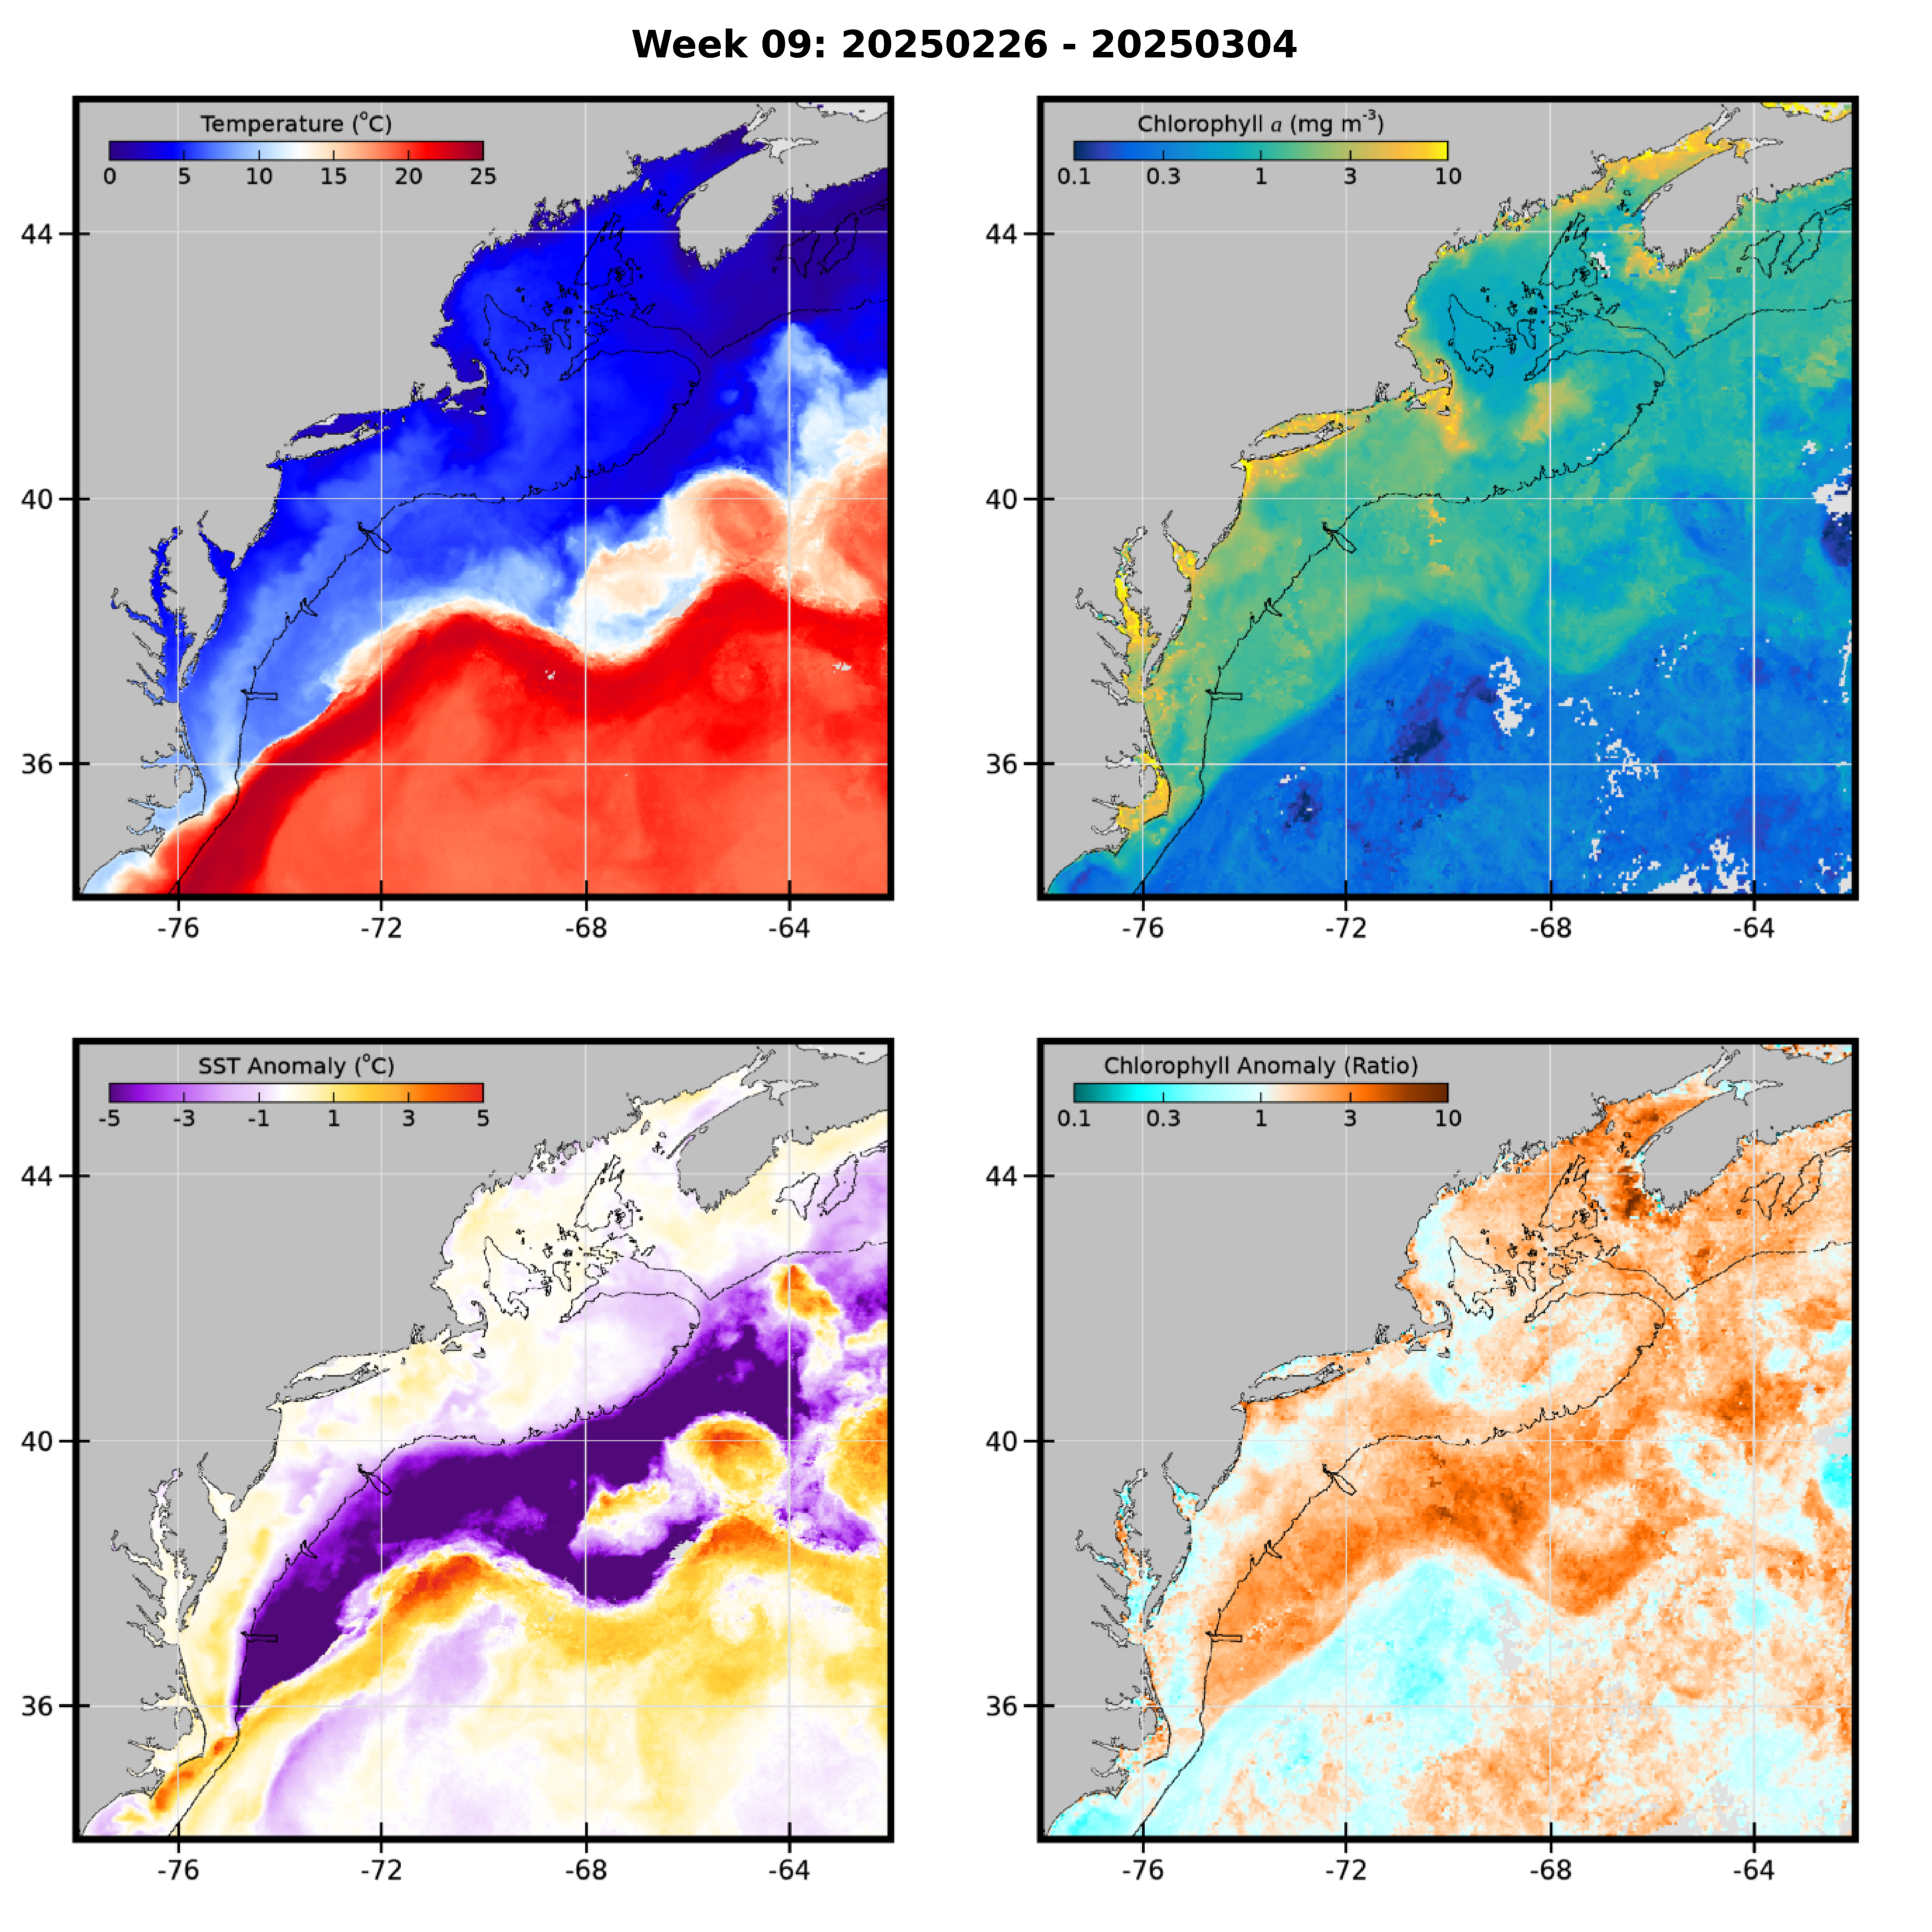 Week 09: 20250226 - 20250304
Temperature (°C)
0 5 10 15 20 25
44
40
36
-76 -72 -68 -64
Chlorophyll a (mg m⁻³)
0.1 0.3 1 3 10
44
40
36
-76 -72 -68 -64
SST Anomaly (°C)
-5 -3 -1 1 3 5
44
40
36
-76 -72 -68 -64
Chlorophyll Anomaly (Ratio)
0.1 0.3 1 3 10
44
40
36
-76 -72 -68 -64